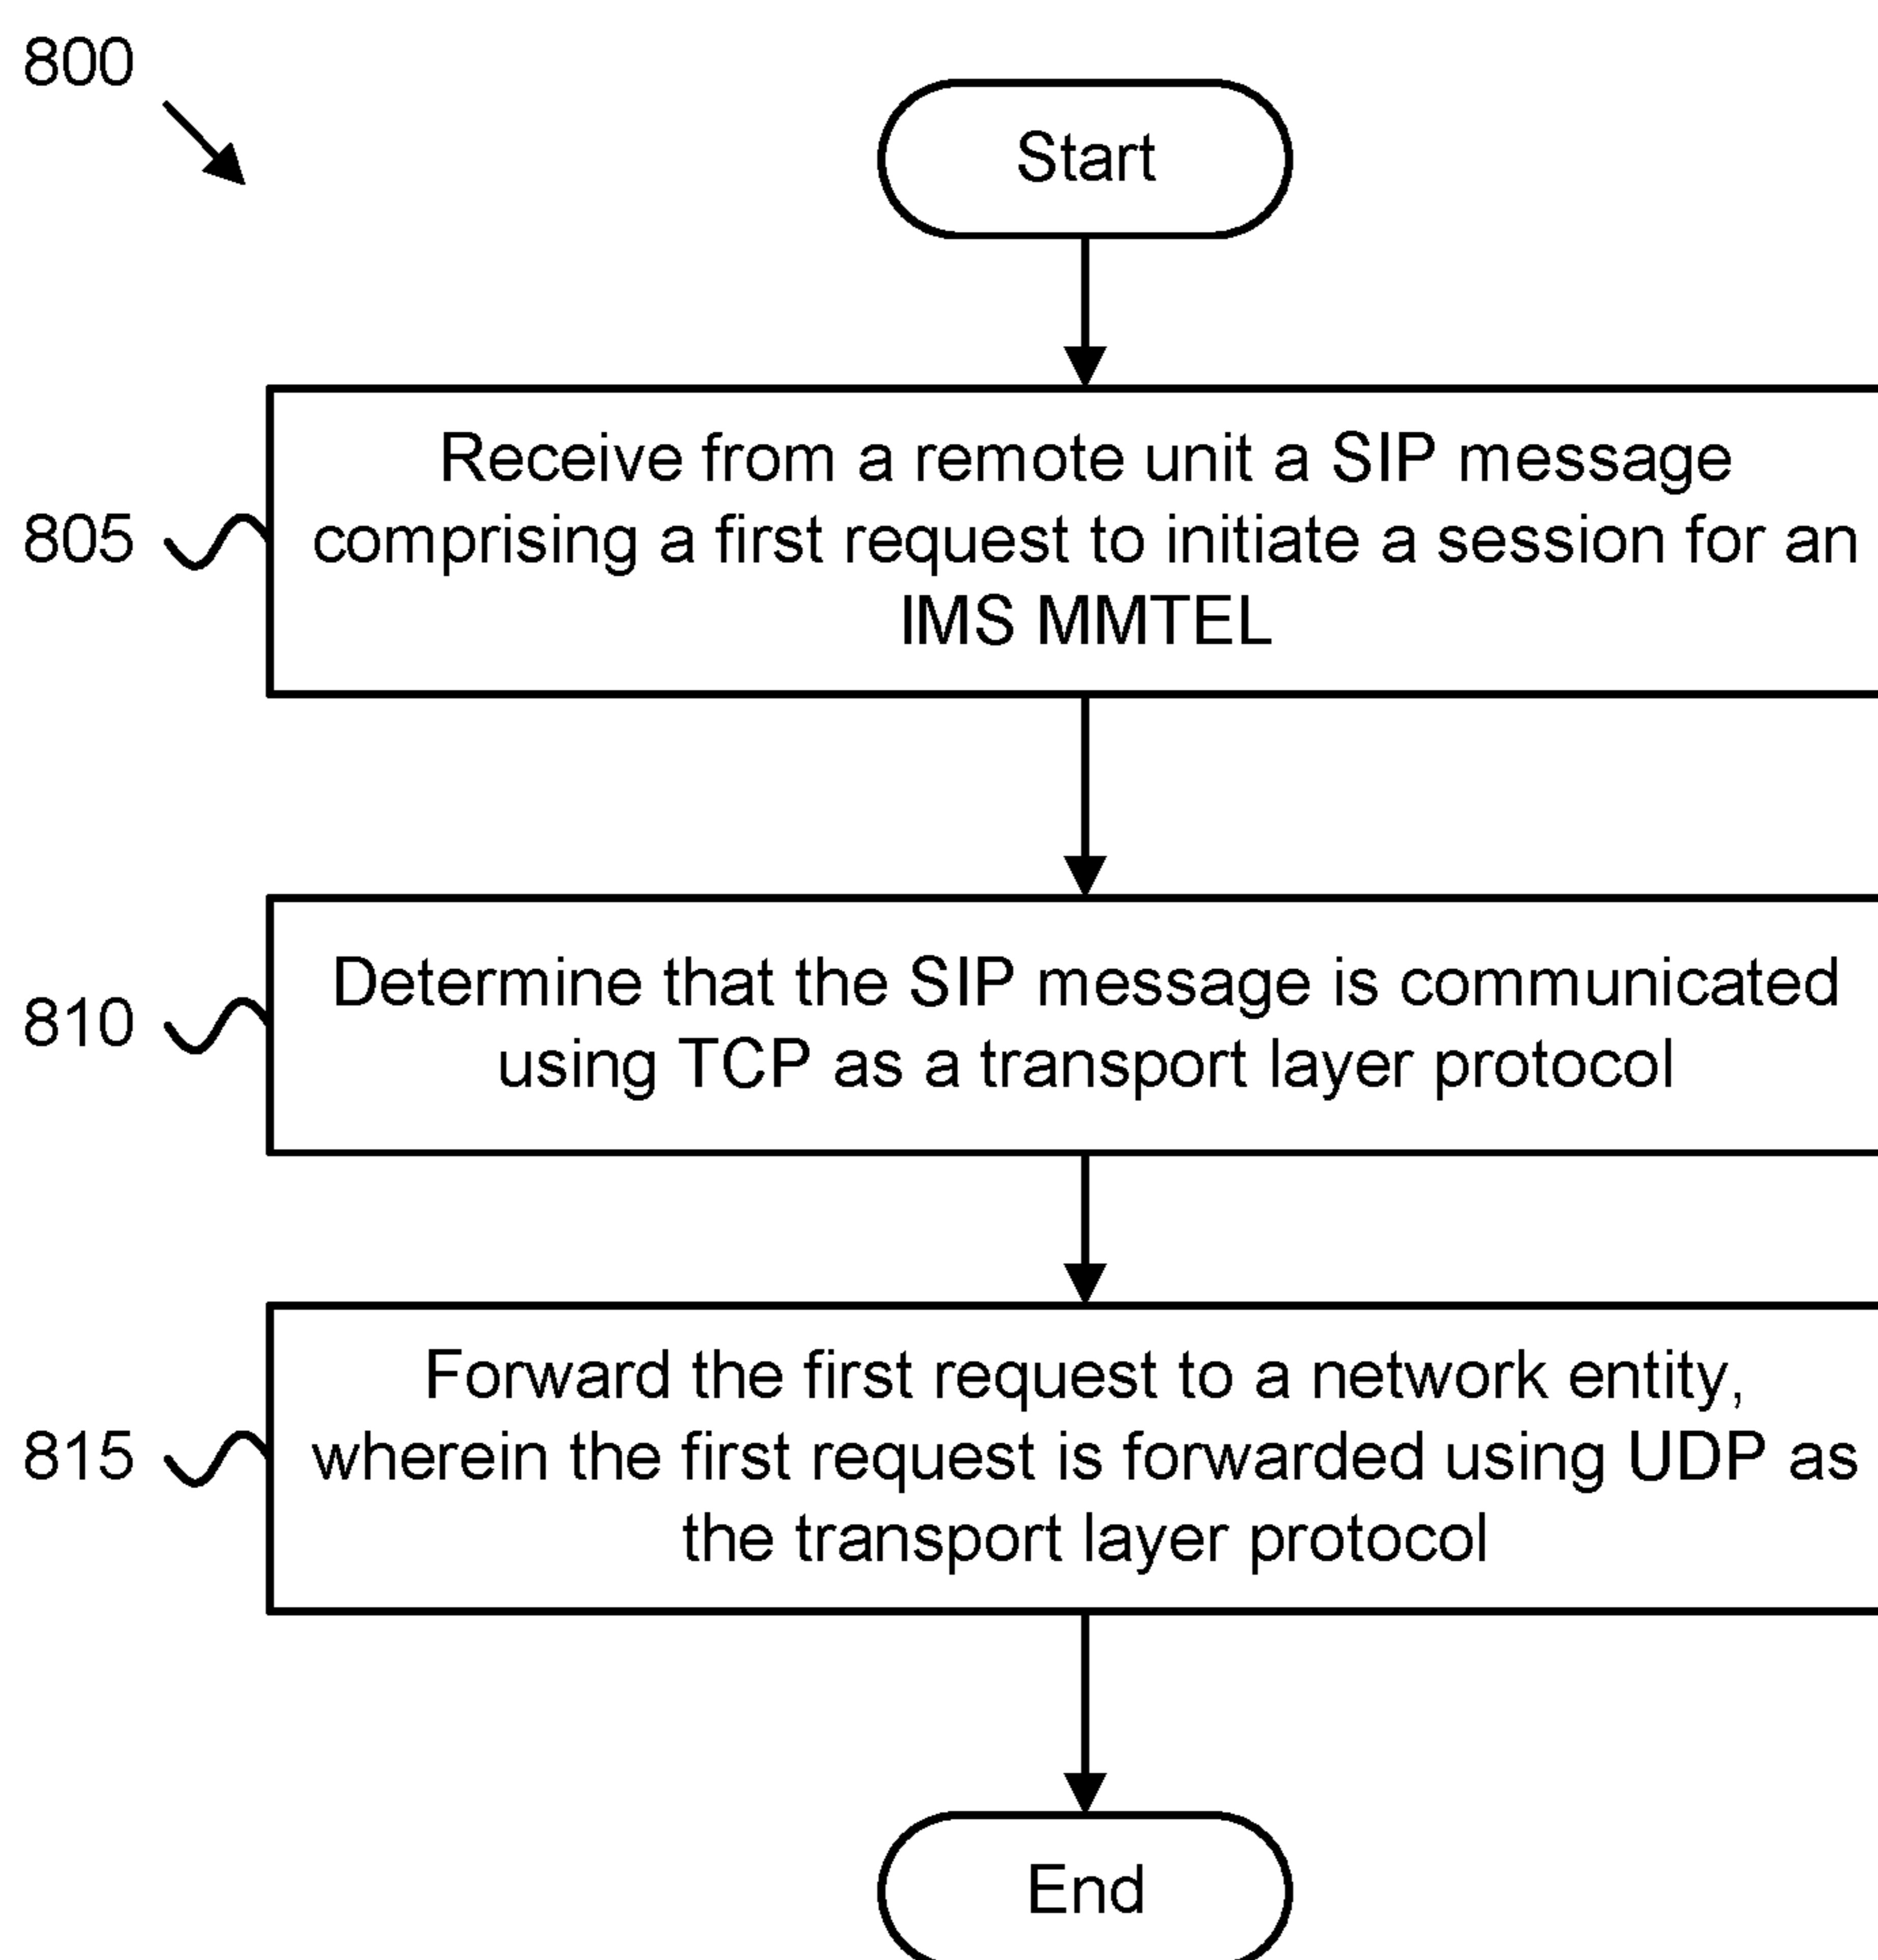 800
Start
805
Receive from a remote unit a SIP message
comprising a first request to initiate a session for an
IMS MMTEL
810
Determine that the SIP message is communicated
using TCP as a transport layer protocol
815
Forward the first request to a network entity,
wherein the first request is forwarded using UDP as
the transport layer protocol
End